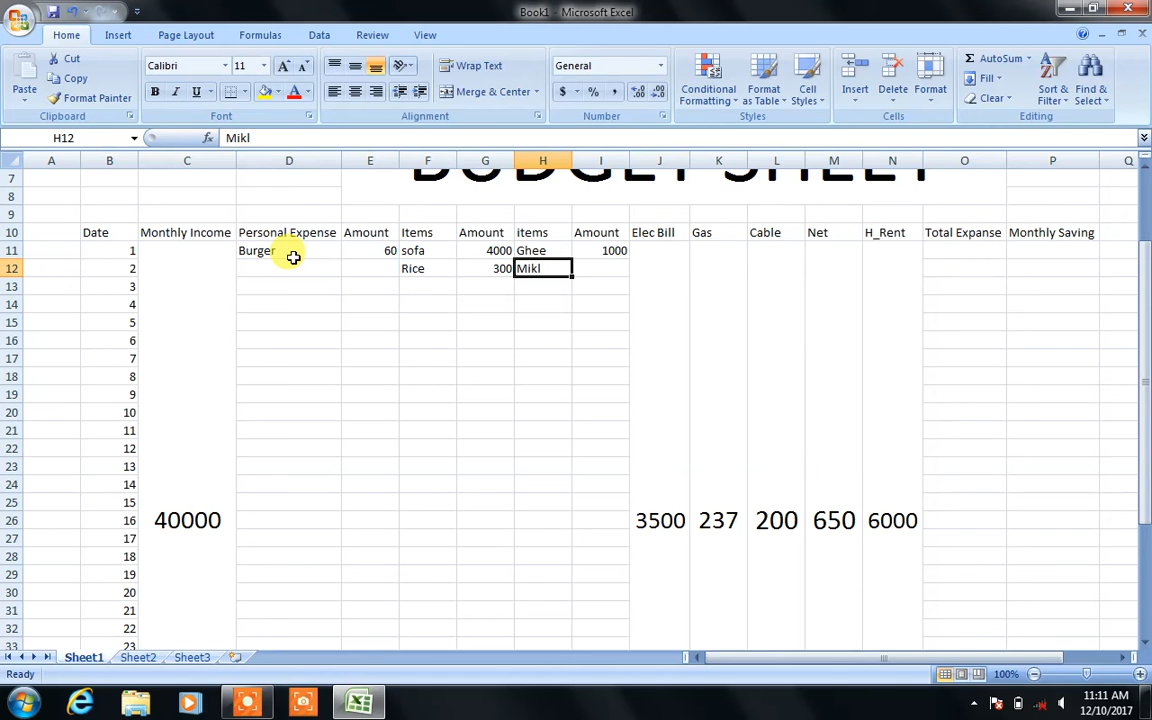 Book1 - Microsoft Excel
Home Insert Page Layout Formulas Data Review View
Paste
Cut
Copy
Format Painter
Clipboard
Calibri 11
B I U
Font
Wrap Text
Merge & Center
Alignment
General
$ % ,
Number
Conditional Formatting
Format as Table
Cell Styles
Styles
Insert Delete Format
Cells
AutoSum
Fill
Clear
Sort & Filter
Find & Select
Editing
H12 fx Mikl
A B C D E F G H I J K L M N O P Q
7 BUDGET SHEET
8
9
10 Date Monthly Income Personal Expense Amount Items Amount items Amount Elec Bill Gas Cable Net H_Rent Total Expanse Monthly Saving
11 1 Burger 60 sofa 4000 Ghee 1000
12 2 Rice 300 Mikl
13 3
14 4
15 5
16 6
17 7
18 8
19 9
20 10
21 11
22 12
23 13
24 14
25 15
26 16 40000 3500 237 200 650 6000
27 17
28 18
29 19
30 20
31 21
32 22
33 23
Sheet1 Sheet2 Sheet3
Ready 100%
11:11 AM
12/10/2017